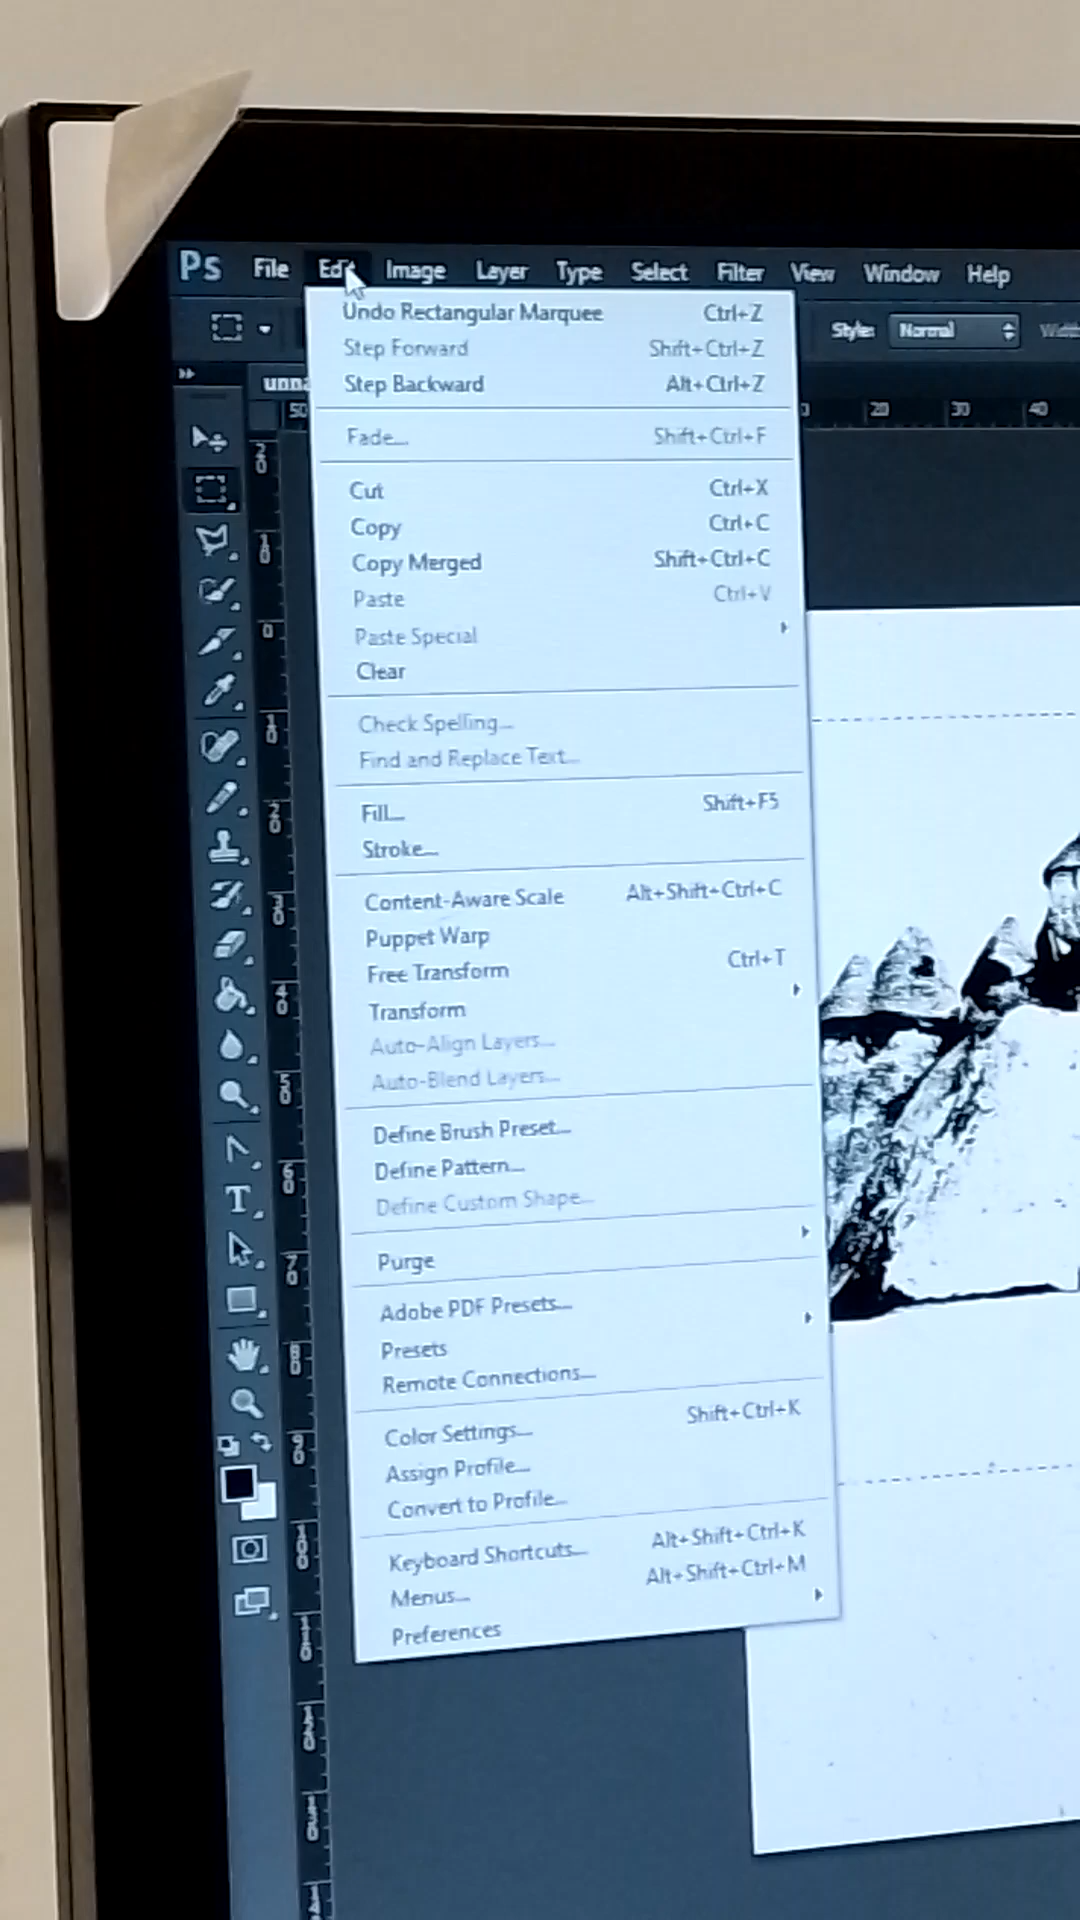 Ps File Edit Image Layer Type Select Filter View Window Help
Style: Normal
Undo Rectangular Marquee Ctrl+Z
Step Forward Shift+Ctrl+Z
Step Backward Alt+Ctrl+Z
50 20 30 40
Fade... Shift+Ctrl+F
Cut Ctrl+X
Copy Ctrl+C
Copy Merged Shift+Ctrl+C
Paste Ctrl+V
Paste Special
Clear
Check Spelling...
Find and Replace Text...
Fill... Shift+F5
Stroke...
Content-Aware Scale Alt+Shift+Ctrl+C
Puppet Warp
Free Transform Ctrl+T
Transform
Auto-Align Layers...
Auto-Blend Layers...
Define Brush Preset...
Define Pattern...
Define Custom Shape...
Purge
Adobe PDF Presets...
Presets
Remote Connections...
Color Settings... Shift+Ctrl+K
Assign Profile...
Convert to Profile...
Keyboard Shortcuts... Alt+Shift+Ctrl+K
Menus... Alt+Shift+Ctrl+M
Preferences